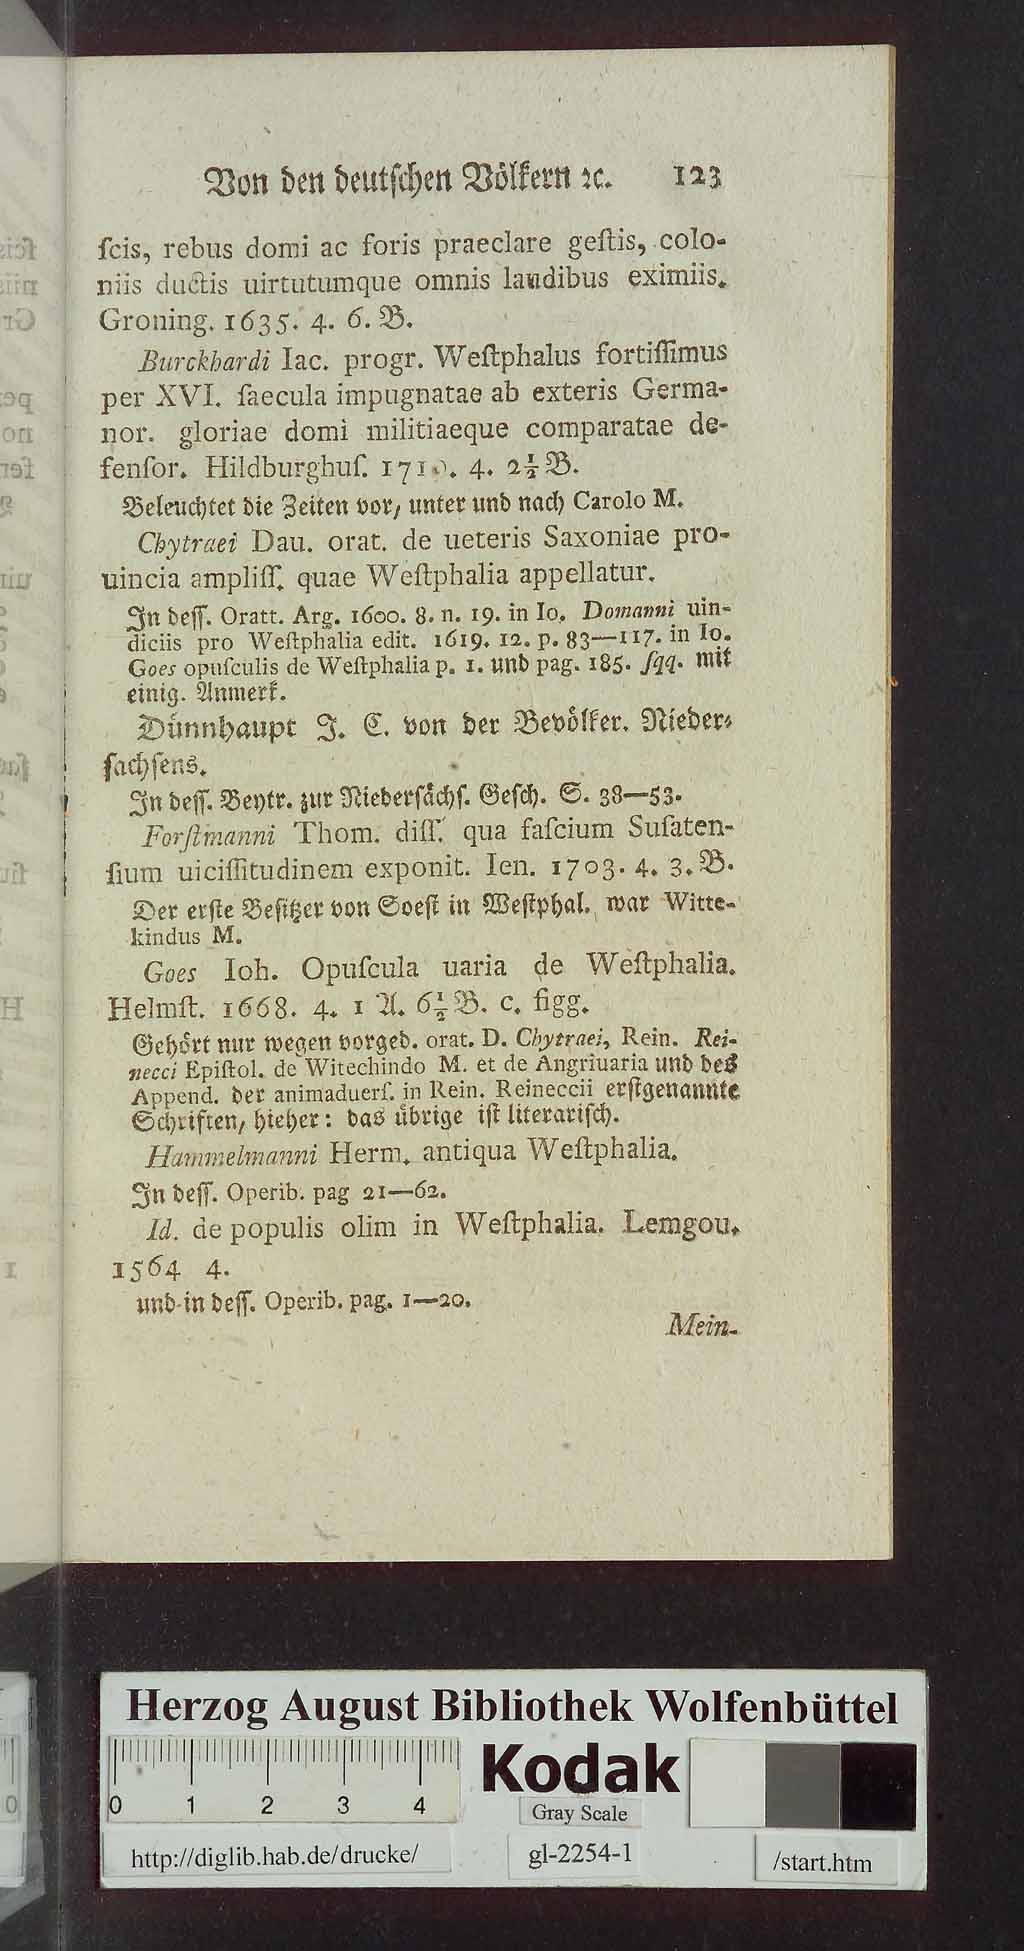 Von den deutſchen Völkern ꝛc. 123
ſcis, rebus domi ac foris praeclare geſtis, colo-
niis ductis uirtutumque omnis laudibus eximiis.
Groning. 1635. 4. 6. B.
Burckhardi Iac. progr. Weſtphalus fortiſſimus
per XVI. ſaecula impugnatae ab exteris Germa-
nor. gloriae domi militiaeque comparatae de-
fenſor. Hildburghuſ. 1710. 4. 2½ B.
Beleuchtet die Zeiten vor, unter und nach Carolo M.
Chytraei Dau. orat. de ueteris Saxoniae pro-
uincia ampliſſ. quae Weſtphalia appellatur.
In deſſ. Oratt. Arg. 1600. 8. n. 19. in Io. Domanni uin-
diciis pro Weſtphalia edit. 1619. 12. p. 83—117. in Io.
Goes opuſculis de Weſtphalia p. 1. und pag. 185. ſqq. mit
einig. Anmerk.
Dünnhaupt J. C. von der Bevölker. Nieder-
ſachſens.
In deſſ. Beytr. zur Niederſächſ. Geſch. S. 38—53.
Forſtmanni Thom. diſſ. qua faſcium Suſaten-
ſium uiciſſitudinem exponit. Ien. 1703. 4. 3. B.
Der erſte Beſitzer von Soeſt in Weſtphal. war Witte-
kindus M.
Goes Ioh. Opuſcula uaria de Weſtphalia.
Helmſt. 1668. 4. 1 A. 6½ B. c. figg.
Gehört nur wegen vorged. orat. D. Chytraei, Rein. Rei-
necci Epiſtol. de Witechindo M. et de Angriuaria und des
Append. der animaduerſ. in Rein. Reineccii erſtgenannte
Schriften, hieher: das übrige iſt literariſch.
Hammelmanni Herm. antiqua Weſtphalia.
In deſſ. Operib. pag 21—62.
Id. de populis olim in Weſtphalia. Lemgou.
1564 4.
und in deſſ. Operib. pag. 1—20.
Mein-
Herzog August Bibliothek Wolfenbüttel
0 1 2 3 4
Kodak
Gray Scale
http://diglib.hab.de/drucke/
gl-2254-1
/start.htm